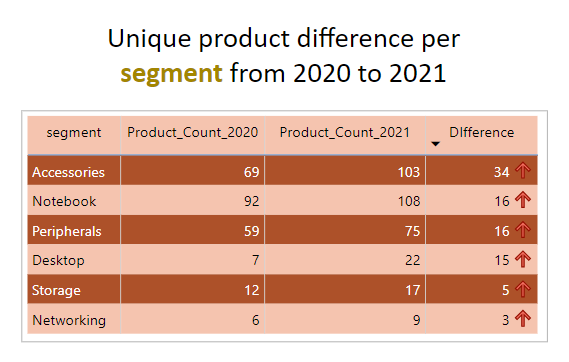 Unique product difference per
segment from 2020 to 2021
segment Product_Count_2020 Product_Count_2021 DIfference
Accessories 69 103 34
Notebook 92 108 16
Peripherals 59 75 16
Desktop 7 22 15
Storage 12 17 5
Networking 6 9 3